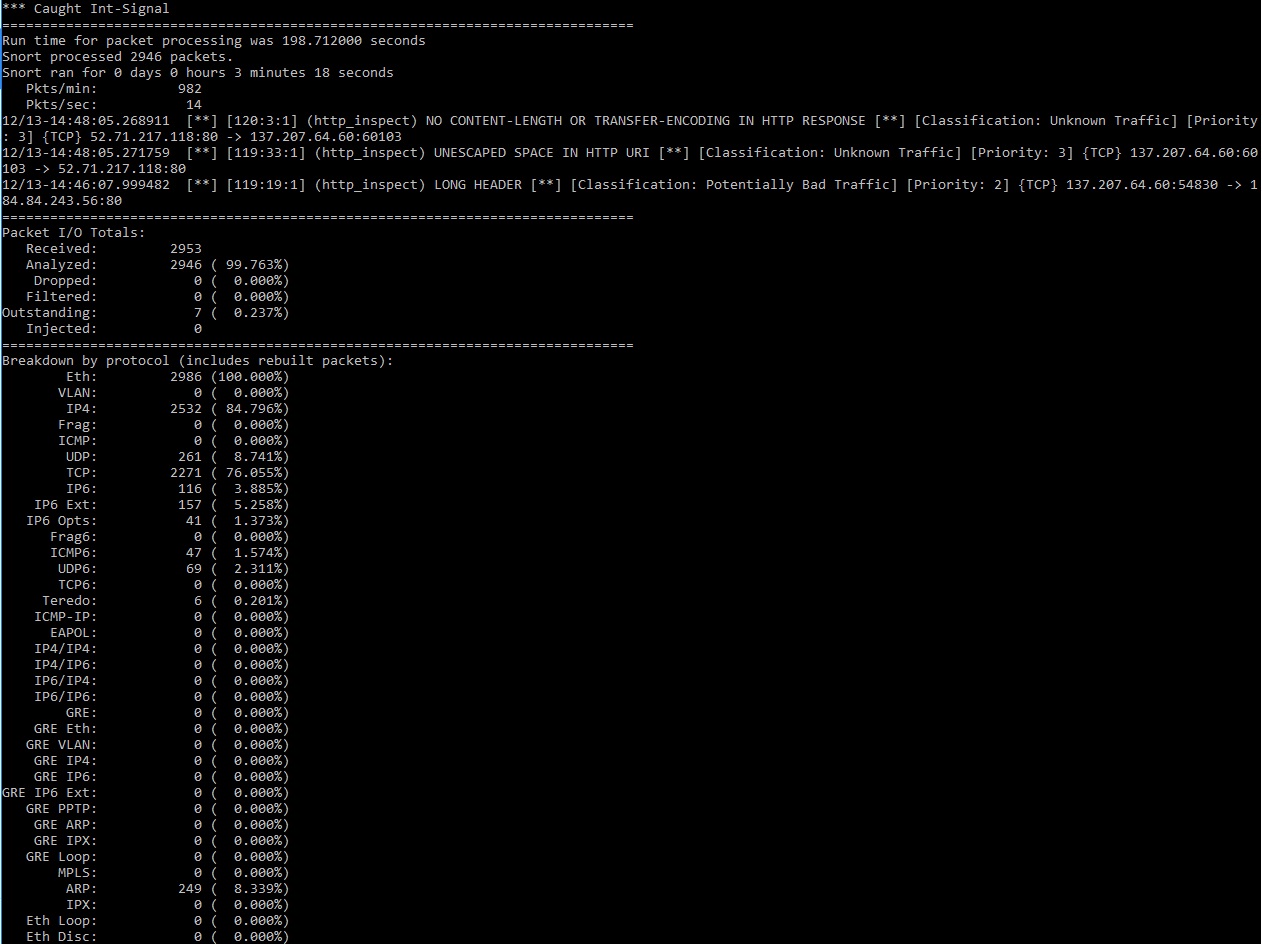 *** Caught Int-Signal
===============================================================================
Run time for packet processing was 198.712000 seconds
Snort processed 2946 packets.
Snort ran for 0 days 0 hours 3 minutes 18 seconds
   Pkts/min:          982
   Pkts/sec:           14
12/13-14:48:05.268911  [**] [120:3:1] (http_inspect) NO CONTENT-LENGTH OR TRANSFER-ENCODING IN HTTP RESPONSE [**] [Classification: Unknown Traffic] [Priority
: 3] {TCP} 52.71.217.118:80 -> 137.207.64.60:60103
12/13-14:48:05.271759  [**] [119:33:1] (http_inspect) UNESCAPED SPACE IN HTTP URI [**] [Classification: Unknown Traffic] [Priority: 3] {TCP} 137.207.64.60:60
103 -> 52.71.217.118:80
12/13-14:46:07.999482  [**] [119:19:1] (http_inspect) LONG HEADER [**] [Classification: Potentially Bad Traffic] [Priority: 2] {TCP} 137.207.64.60:54830 -> 1
84.84.243.56:80
===============================================================================
Packet I/O Totals:
   Received:         2953
   Analyzed:         2946 ( 99.763%)
    Dropped:            0 (  0.000%)
   Filtered:            0 (  0.000%)
Outstanding:            7 (  0.237%)
   Injected:            0
===============================================================================
Breakdown by protocol (includes rebuilt packets):
        Eth:         2986 (100.000%)
       VLAN:            0 (  0.000%)
        IP4:         2532 ( 84.796%)
       Frag:            0 (  0.000%)
       ICMP:            0 (  0.000%)
        UDP:          261 (  8.741%)
        TCP:         2271 ( 76.055%)
        IP6:          116 (  3.885%)
    IP6 Ext:          157 (  5.258%)
   IP6 Opts:           41 (  1.373%)
      Frag6:            0 (  0.000%)
      ICMP6:           47 (  1.574%)
       UDP6:           69 (  2.311%)
       TCP6:            0 (  0.000%)
     Teredo:            6 (  0.201%)
    ICMP-IP:            0 (  0.000%)
      EAPOL:            0 (  0.000%)
    IP4/IP4:            0 (  0.000%)
    IP4/IP6:            0 (  0.000%)
    IP6/IP4:            0 (  0.000%)
    IP6/IP6:            0 (  0.000%)
        GRE:            0 (  0.000%)
    GRE Eth:            0 (  0.000%)
   GRE VLAN:            0 (  0.000%)
    GRE IP4:            0 (  0.000%)
    GRE IP6:            0 (  0.000%)
GRE IP6 Ext:            0 (  0.000%)
   GRE PPTP:            0 (  0.000%)
    GRE ARP:            0 (  0.000%)
    GRE IPX:            0 (  0.000%)
   GRE Loop:            0 (  0.000%)
       MPLS:            0 (  0.000%)
        ARP:          249 (  8.339%)
        IPX:            0 (  0.000%)
   Eth Loop:            0 (  0.000%)
   Eth Disc:            0 (  0.000%)